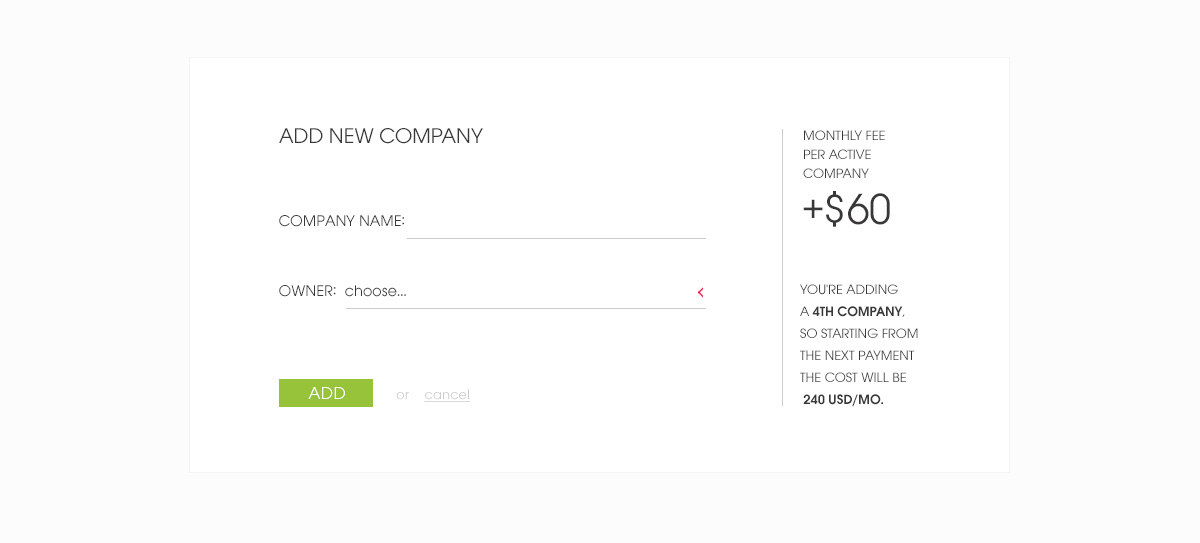 ADD NEW COMPANY
COMPANY NAME:
OWNER: choose...
ADD or cancel
MONTHLY FEE
PER ACTIVE
COMPANY
+$60
YOU'RE ADDING
A 4TH COMPANY,
SO STARTING FROM
THE NEXT PAYMENT
THE COST WILL BE
240 USD/MO.